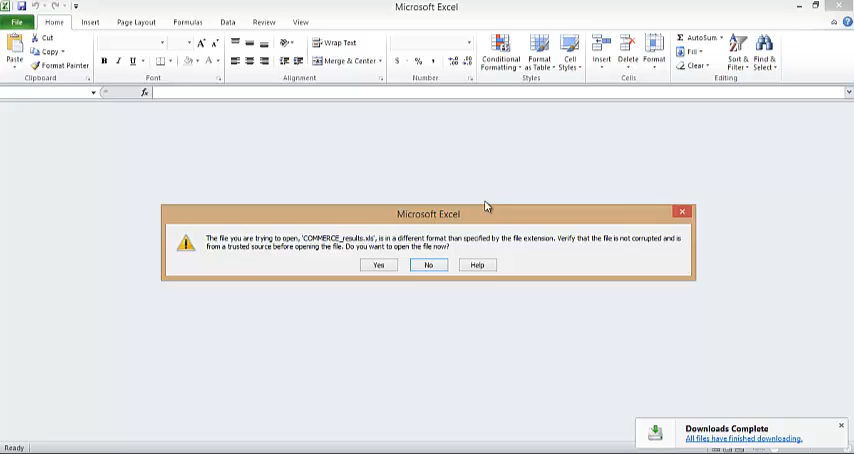 Microsoft Excel
File Home Insert Page Layout Formulas Data Review View
Paste
Cut
Copy
Format Painter
Clipboard
B I U
A A
A
Font
Wrap Text
Merge & Center
Alignment
$ % ,
Number
Conditional
Formatting
Format
as Table
Cell
Styles
Styles
Insert Delete Format
Cells
AutoSum
Fill
Clear
Sort &
Filter
Find &
Select
Editing
fx
Microsoft Excel
The file you are trying to open, 'COMMERCE_results.xls', is in a different format than specified by the file extension. Verify that the file is not corrupted and is
from a trusted source before opening the file. Do you want to open the file now?
Yes No Help
Downloads Complete
All files have finished downloading.
Ready